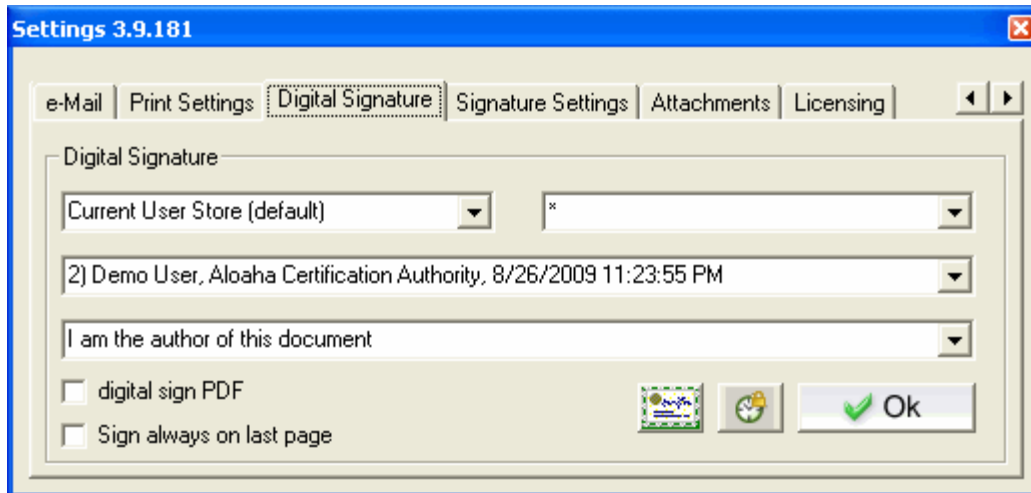 Settings 3.9.181
e-Mail Print Settings Digital Signature Signature Settings Attachments Licensing
Digital Signature
Current User Store (default) *
2) Demo User, Aloaha Certification Authority, 8/26/2009 11:23:55 PM
I am the author of this document
digital sign PDF
Ok
Sign always on last page